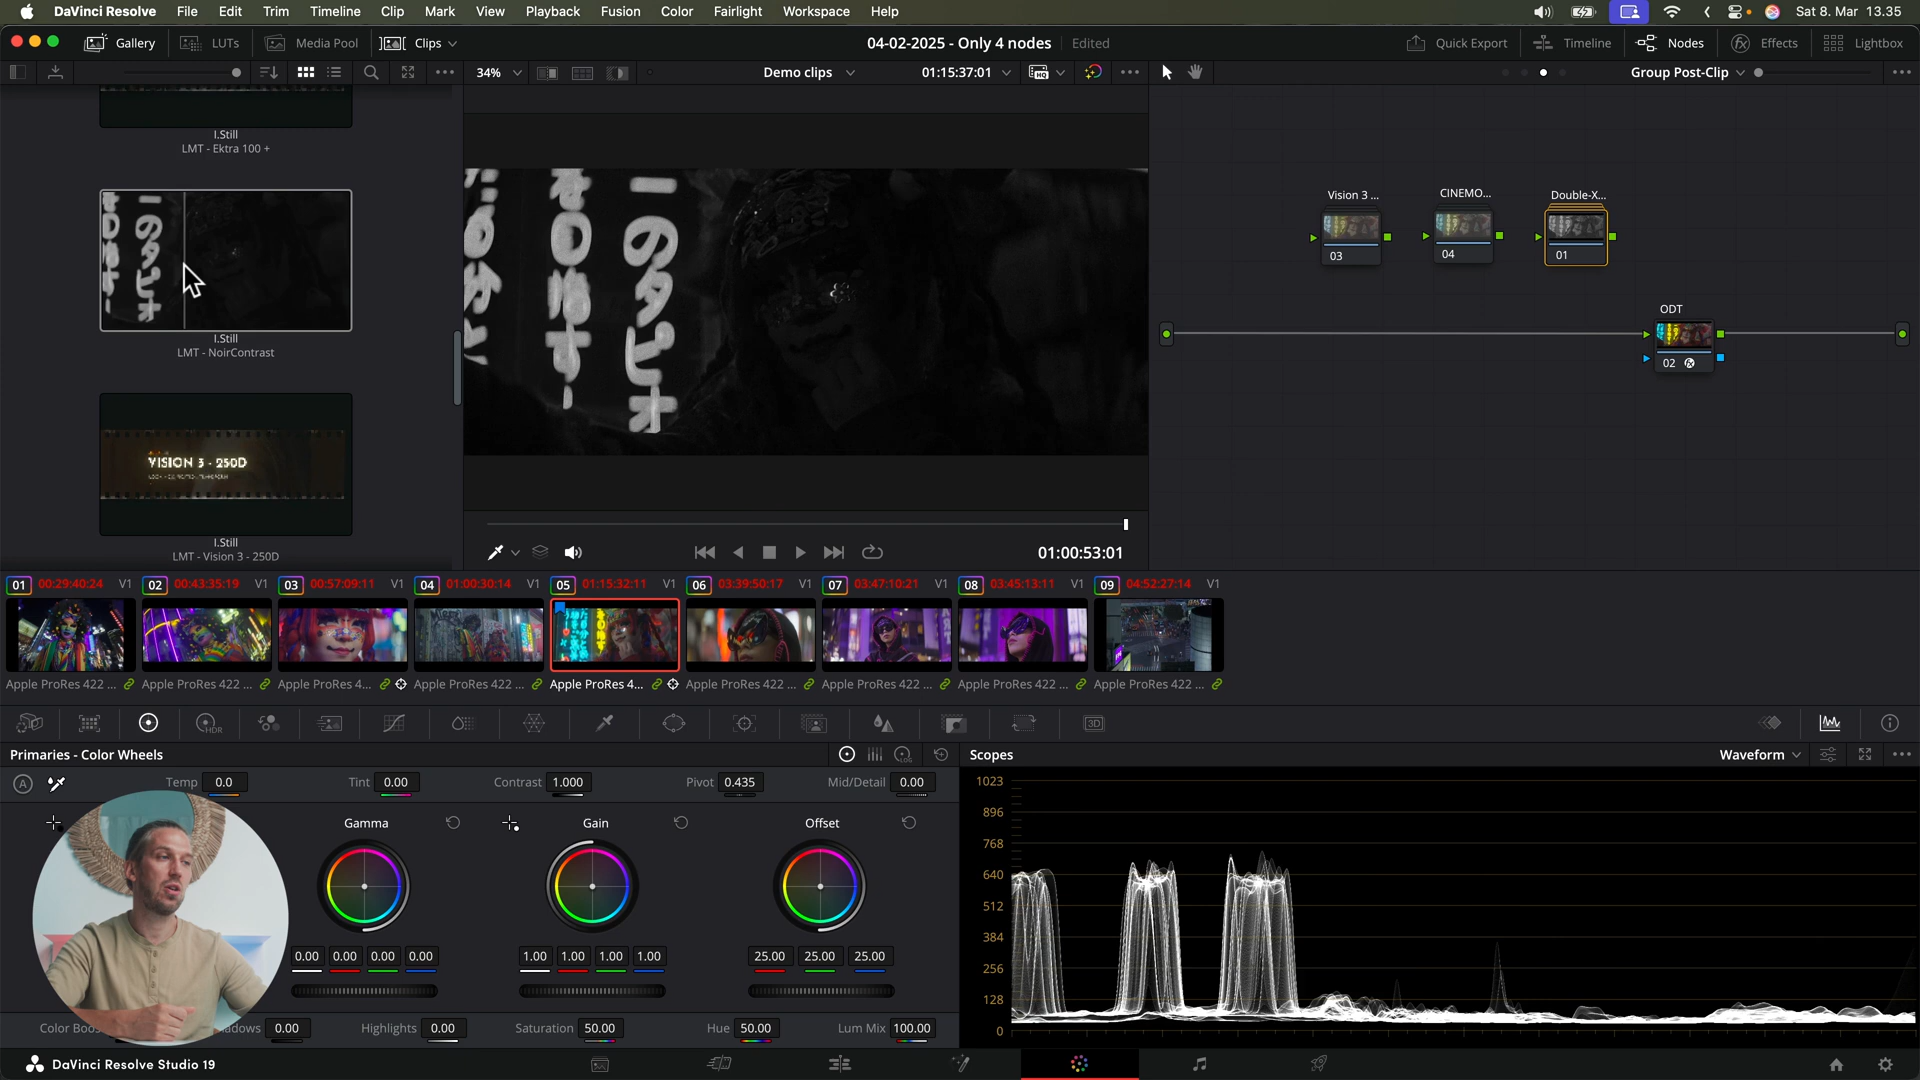 DaVinci Resolve File Edit Trim Timeline Clip Mark View Playback Fusion Color Fairlight Workspace Help Sat 8. Mar 13.35
Gallery LUTs Media Pool Clips 04-02-2025 - Only 4 nodes Edited Quick Export Timeline Nodes Effects Lightbox
34% Demo clips 01:15:37:01 Group Post-Clip
I.Still
LMT - Ektra 100 +
I.Still
LMT - NoirContrast
VISION 3 - 250D
I.Still
LMT - Vision 3 - 250D
のタピオ
Vision 3 ... CINEMO... Double-X...
03 04 01
ODT
02
01:00:53:01
01 00:29:40:24 V1 02 00:43:35:19 V1 03 00:57:09:11 V1 04 01:00:30:14 V1 05 01:15:32:11 V1 06 03:39:50:17 V1 07 03:47:10:21 V1 08 03:45:13:11 V1 09 04:52:27:14 V1
Apple ProRes 422 ... Apple ProRes 422 ... Apple ProRes 4... Apple ProRes 422 ... Apple ProRes 4... Apple ProRes 422 ... Apple ProRes 422 ... Apple ProRes 422 ... Apple ProRes 422 ...
HDR 3D
Primaries - Color Wheels LOG
A Temp 0.0 Tint 0.00 Contrast 1.000 Pivot 0.435 Mid/Detail 0.00
Gamma Gain Offset
0.00 0.00 0.00 0.00 1.00 1.00 1.00 1.00 25.00 25.00 25.00
Color Boo adows 0.00 Highlights 0.00 Saturation 50.00 Hue 50.00 Lum Mix 100.00
Scopes Waveform
1023
896
768
640
512
384
256
128
0
DaVinci Resolve Studio 19